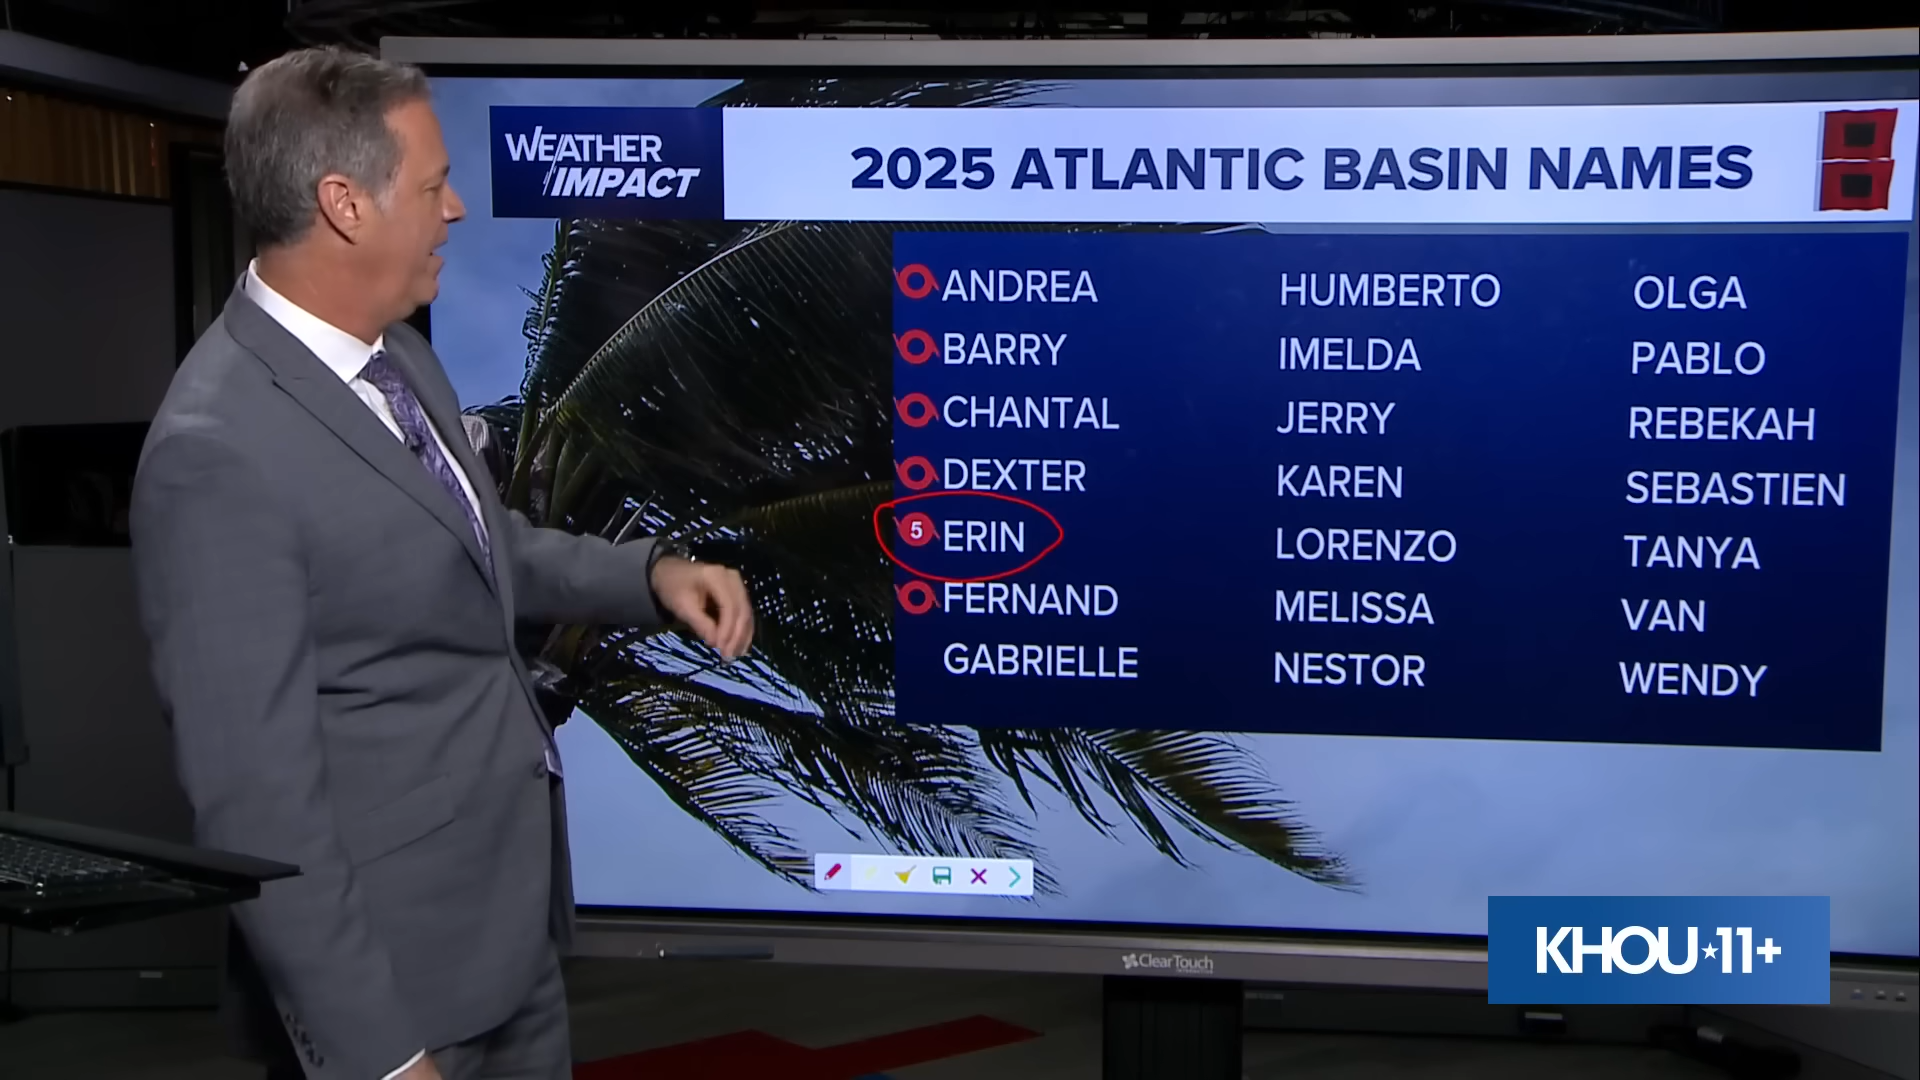 WEATHER
IMPACT
2025 ATLANTIC BASIN NAMES
ANDREA
BARRY
CHANTAL
DEXTER
5 ERIN
FERNAND
GABRIELLE
HUMBERTO
IMELDA
JERRY
KAREN
LORENZO
MELISSA
NESTOR
OLGA
PABLO
REBEKAH
SEBASTIEN
TANYA
VAN
WENDY
ClearTouch
KHOU★11+